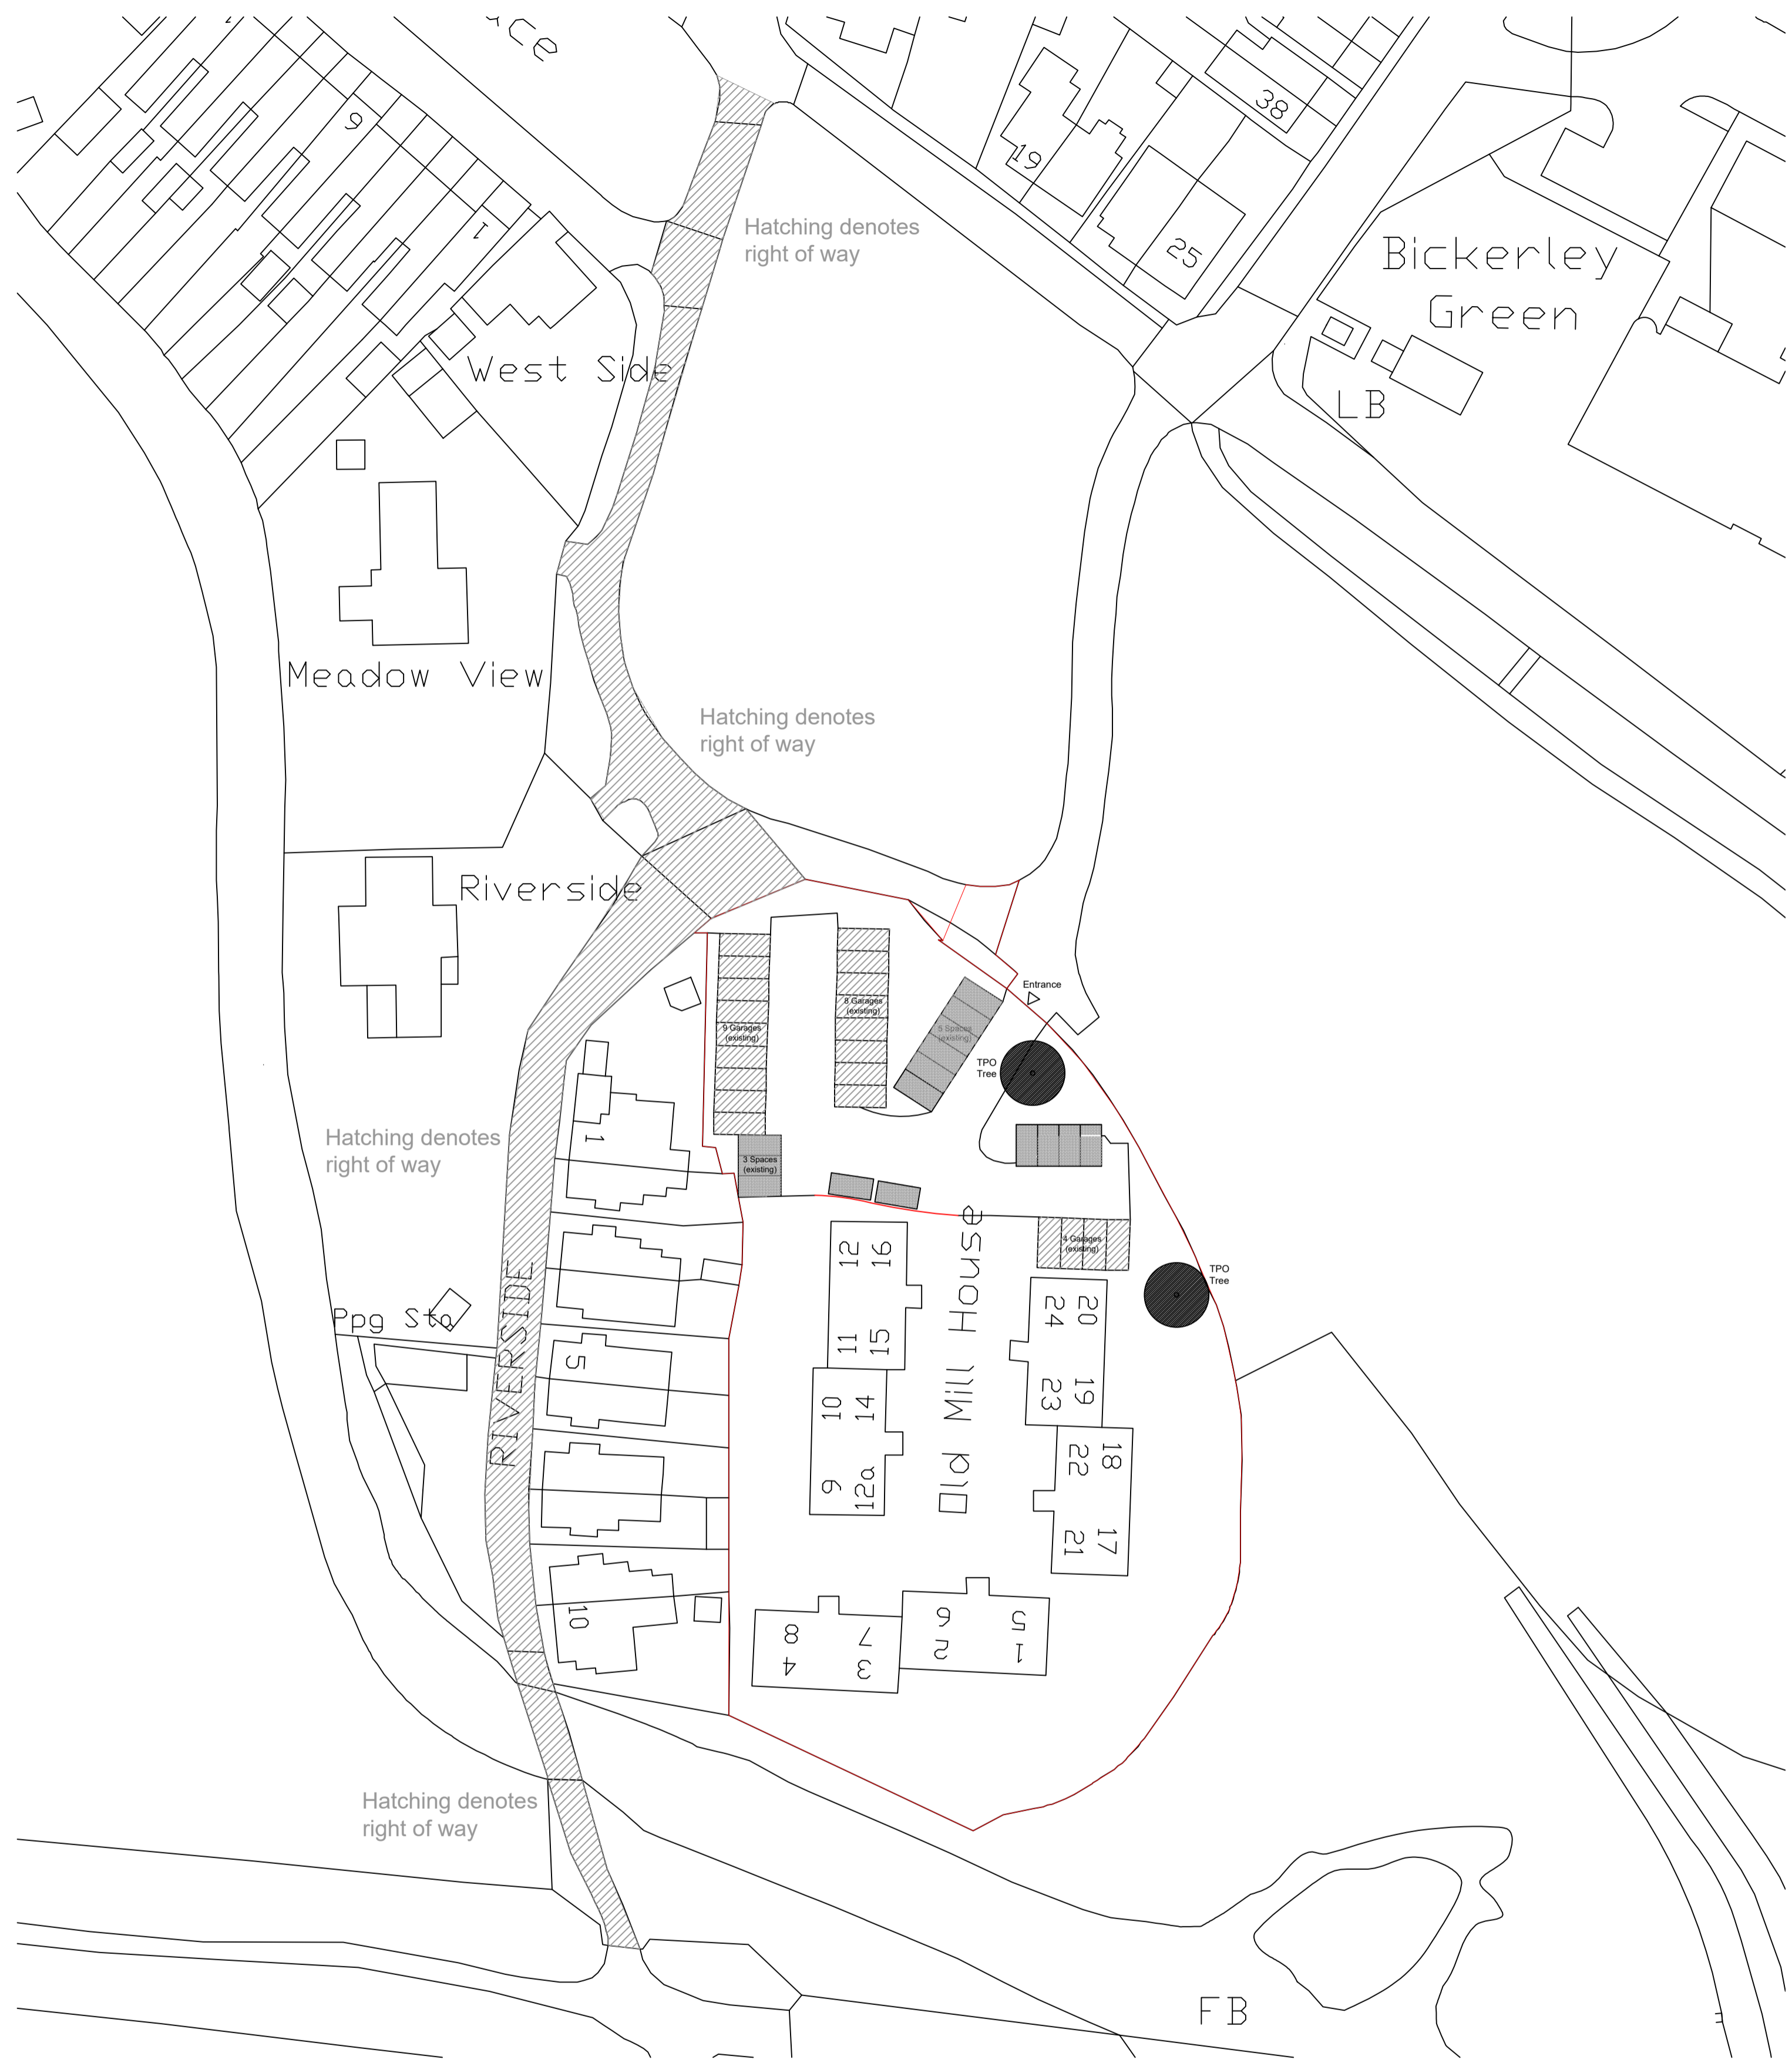 6
19
38
25
1
Hatching denotes
right of way
Bickerley
Green
LB
West Side
Meadow View
Hatching denotes
right of way
Riverside
Entrance
8 Garages
(existing)
9 Garages
(existing)
5 Spaces
(existing)
TPO
Tree
1
Hatching denotes
right of way
3 Spaces
(existing)
4 Garages
(existing)
TPO
Tree
Ppg Sta
RIVERSIDE
5
10
12 16
11 15
10 14
9 12a
Old Mill House
24 20
23 19
22 18
21 17
8 7
4 3
6 5
2 1
Hatching denotes
right of way
FB